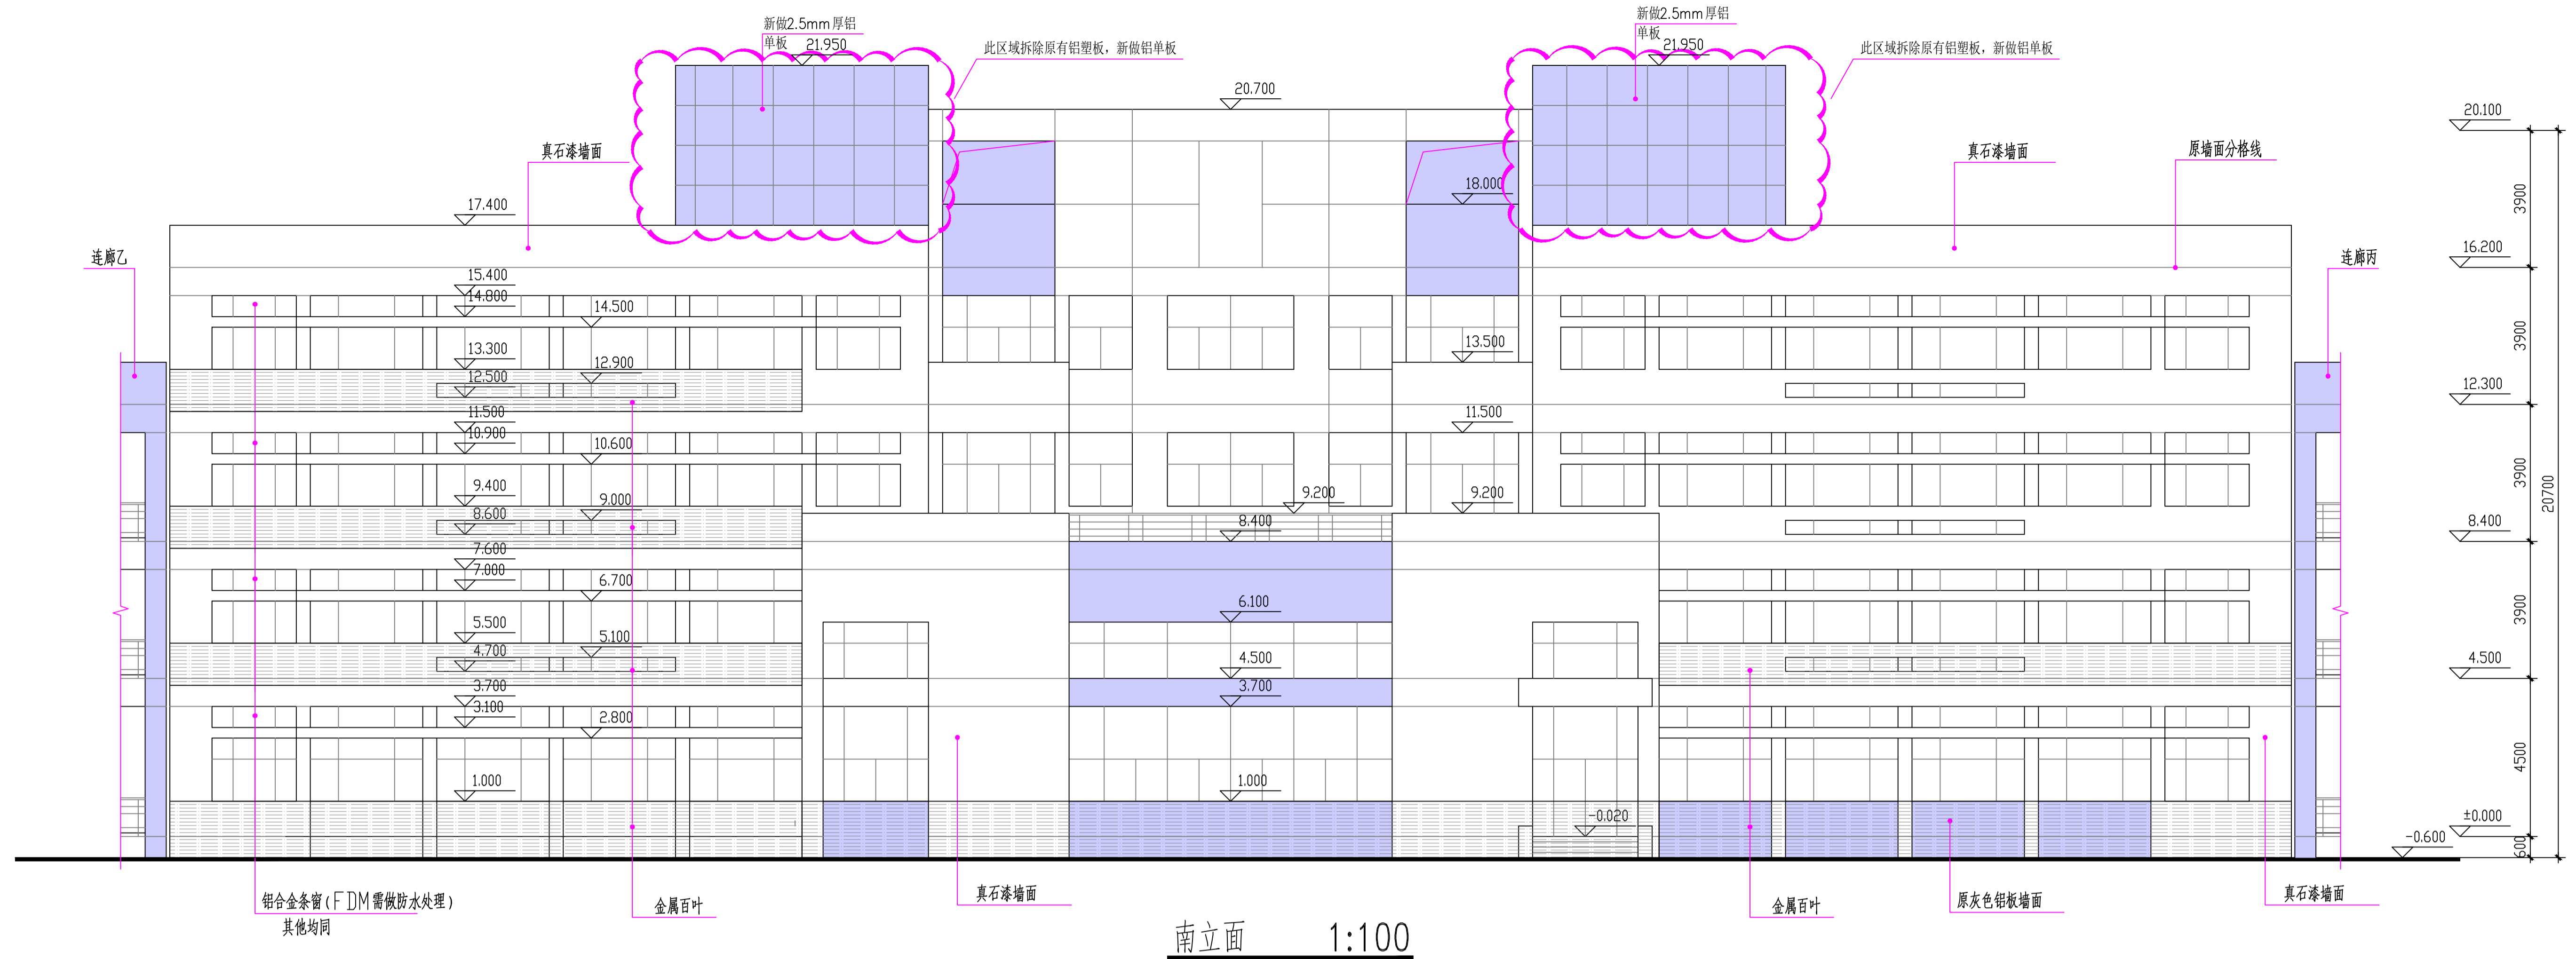 新做2.5mm厚铝
单板
21.950
此区域拆除原有铝塑板，新做铝单板
新做2.5mm厚铝
单板
21.950
此区域拆除原有铝塑板，新做铝单板
20.700
20.100
真石漆墙面
真石漆墙面
原墙面分格线
18.000
3900
17.400
连廊乙
16.200
连廊丙
15.400
14.800
14.500
3900
13.300
12.900
13.500
12.500
12.300
11.500
11.500
10.900
10.600
3900
9.400
9.000
9.200
9.200
20700
8.600
8.400
8.400
7.600
7.000
6.700
6.100
3900
5.500
5.100
4.700
4.500
4.500
3.700
3.700
3.100
2.800
4500
1.000
1.000
-0.020
±0.000
-0.600
600
铝合金条窗(FDM需做防水处理)
其他均同
金属百叶
真石漆墙面
金属百叶
原灰色铝板墙面
真石漆墙面
南立面 1:100